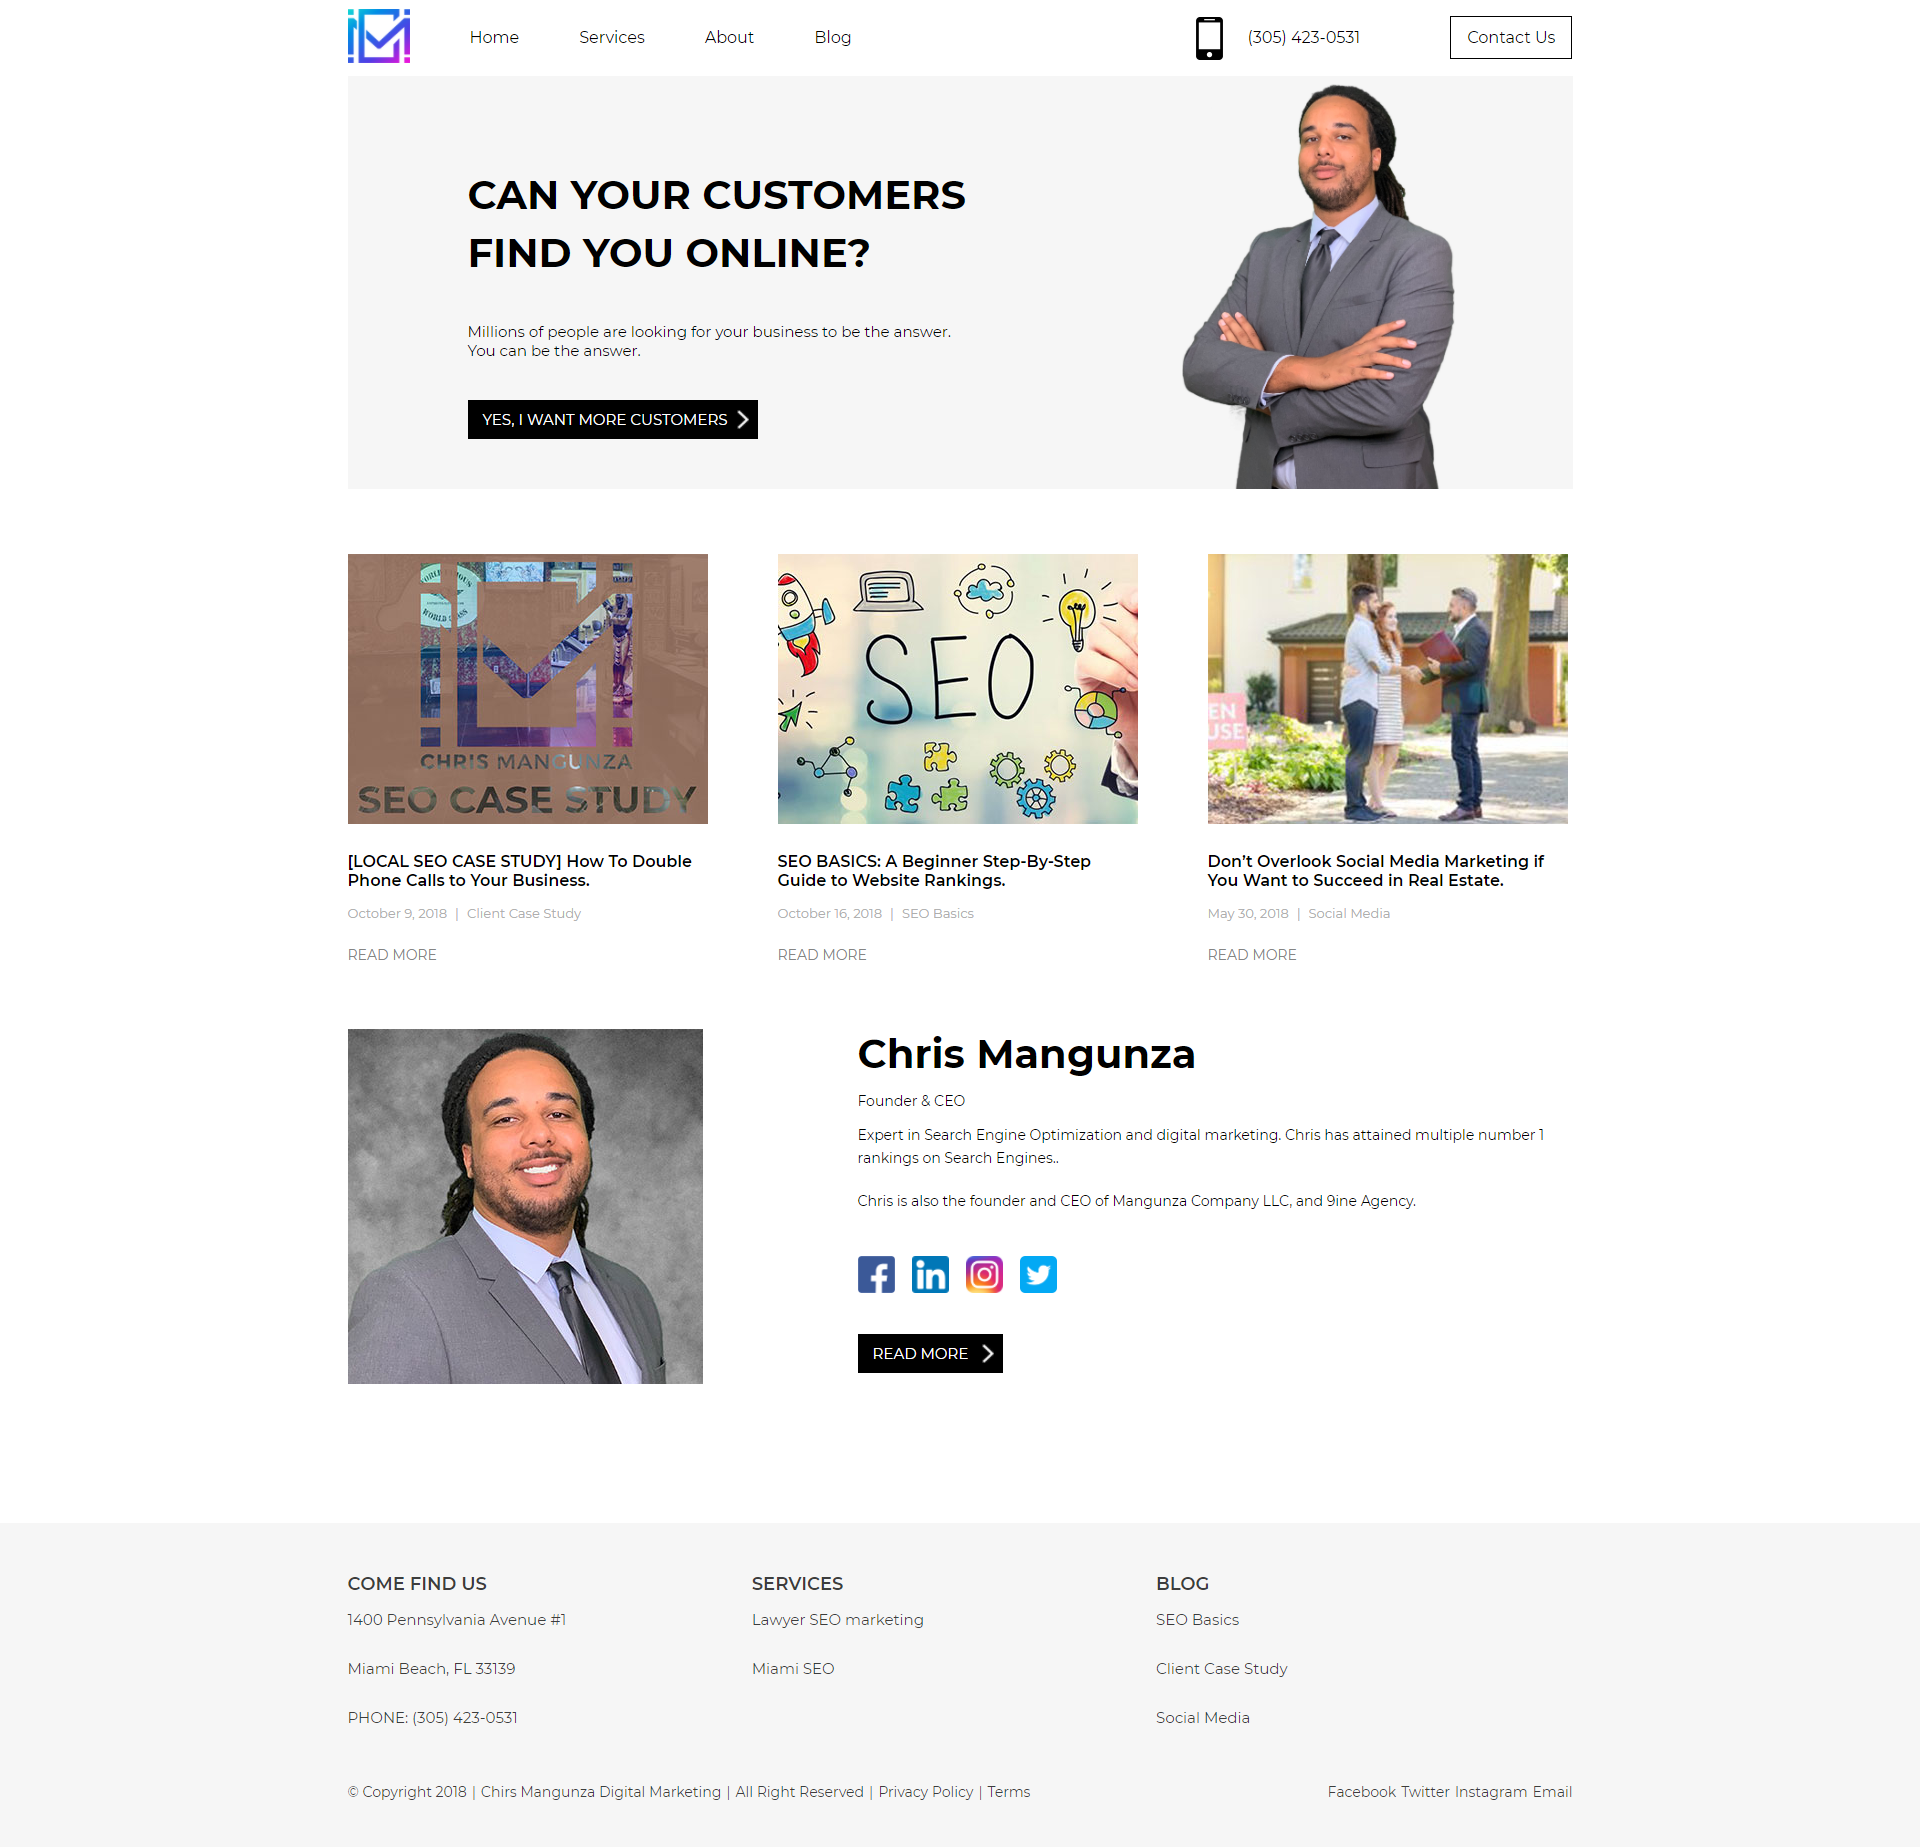 Home Services About Blog (305) 423-0531 Contact Us
CAN YOUR CUSTOMERS
FIND YOU ONLINE?
Millions of people are looking for your business to be the answer.
You can be the answer.
YES, I WANT MORE CUSTOMERS
WORLD
CHRIS MANGUNZA
SEO CASE STUDY
SEO
EN
USE
[LOCAL SEO CASE STUDY] How To Double
Phone Calls to Your Business.
October 9, 2018 | Client Case Study
READ MORE
SEO BASICS: A Beginner Step-By-Step
Guide to Website Rankings.
October 16, 2018 | SEO Basics
READ MORE
Don’t Overlook Social Media Marketing if
You Want to Succeed in Real Estate.
May 30, 2018 | Social Media
READ MORE
Chris Mangunza
Founder & CEO
Expert in Search Engine Optimization and digital marketing. Chris has attained multiple number 1
rankings on Search Engines..
Chris is also the founder and CEO of Mangunza Company LLC, and 9ine Agency.
READ MORE
COME FIND US
1400 Pennsylvania Avenue #1
Miami Beach, FL 33139
PHONE: (305) 423-0531
SERVICES
Lawyer SEO marketing
Miami SEO
BLOG
SEO Basics
Client Case Study
Social Media
© Copyright 2018 | Chirs Mangunza Digital Marketing | All Right Reserved | Privacy Policy | Terms
Facebook Twitter Instagram Email